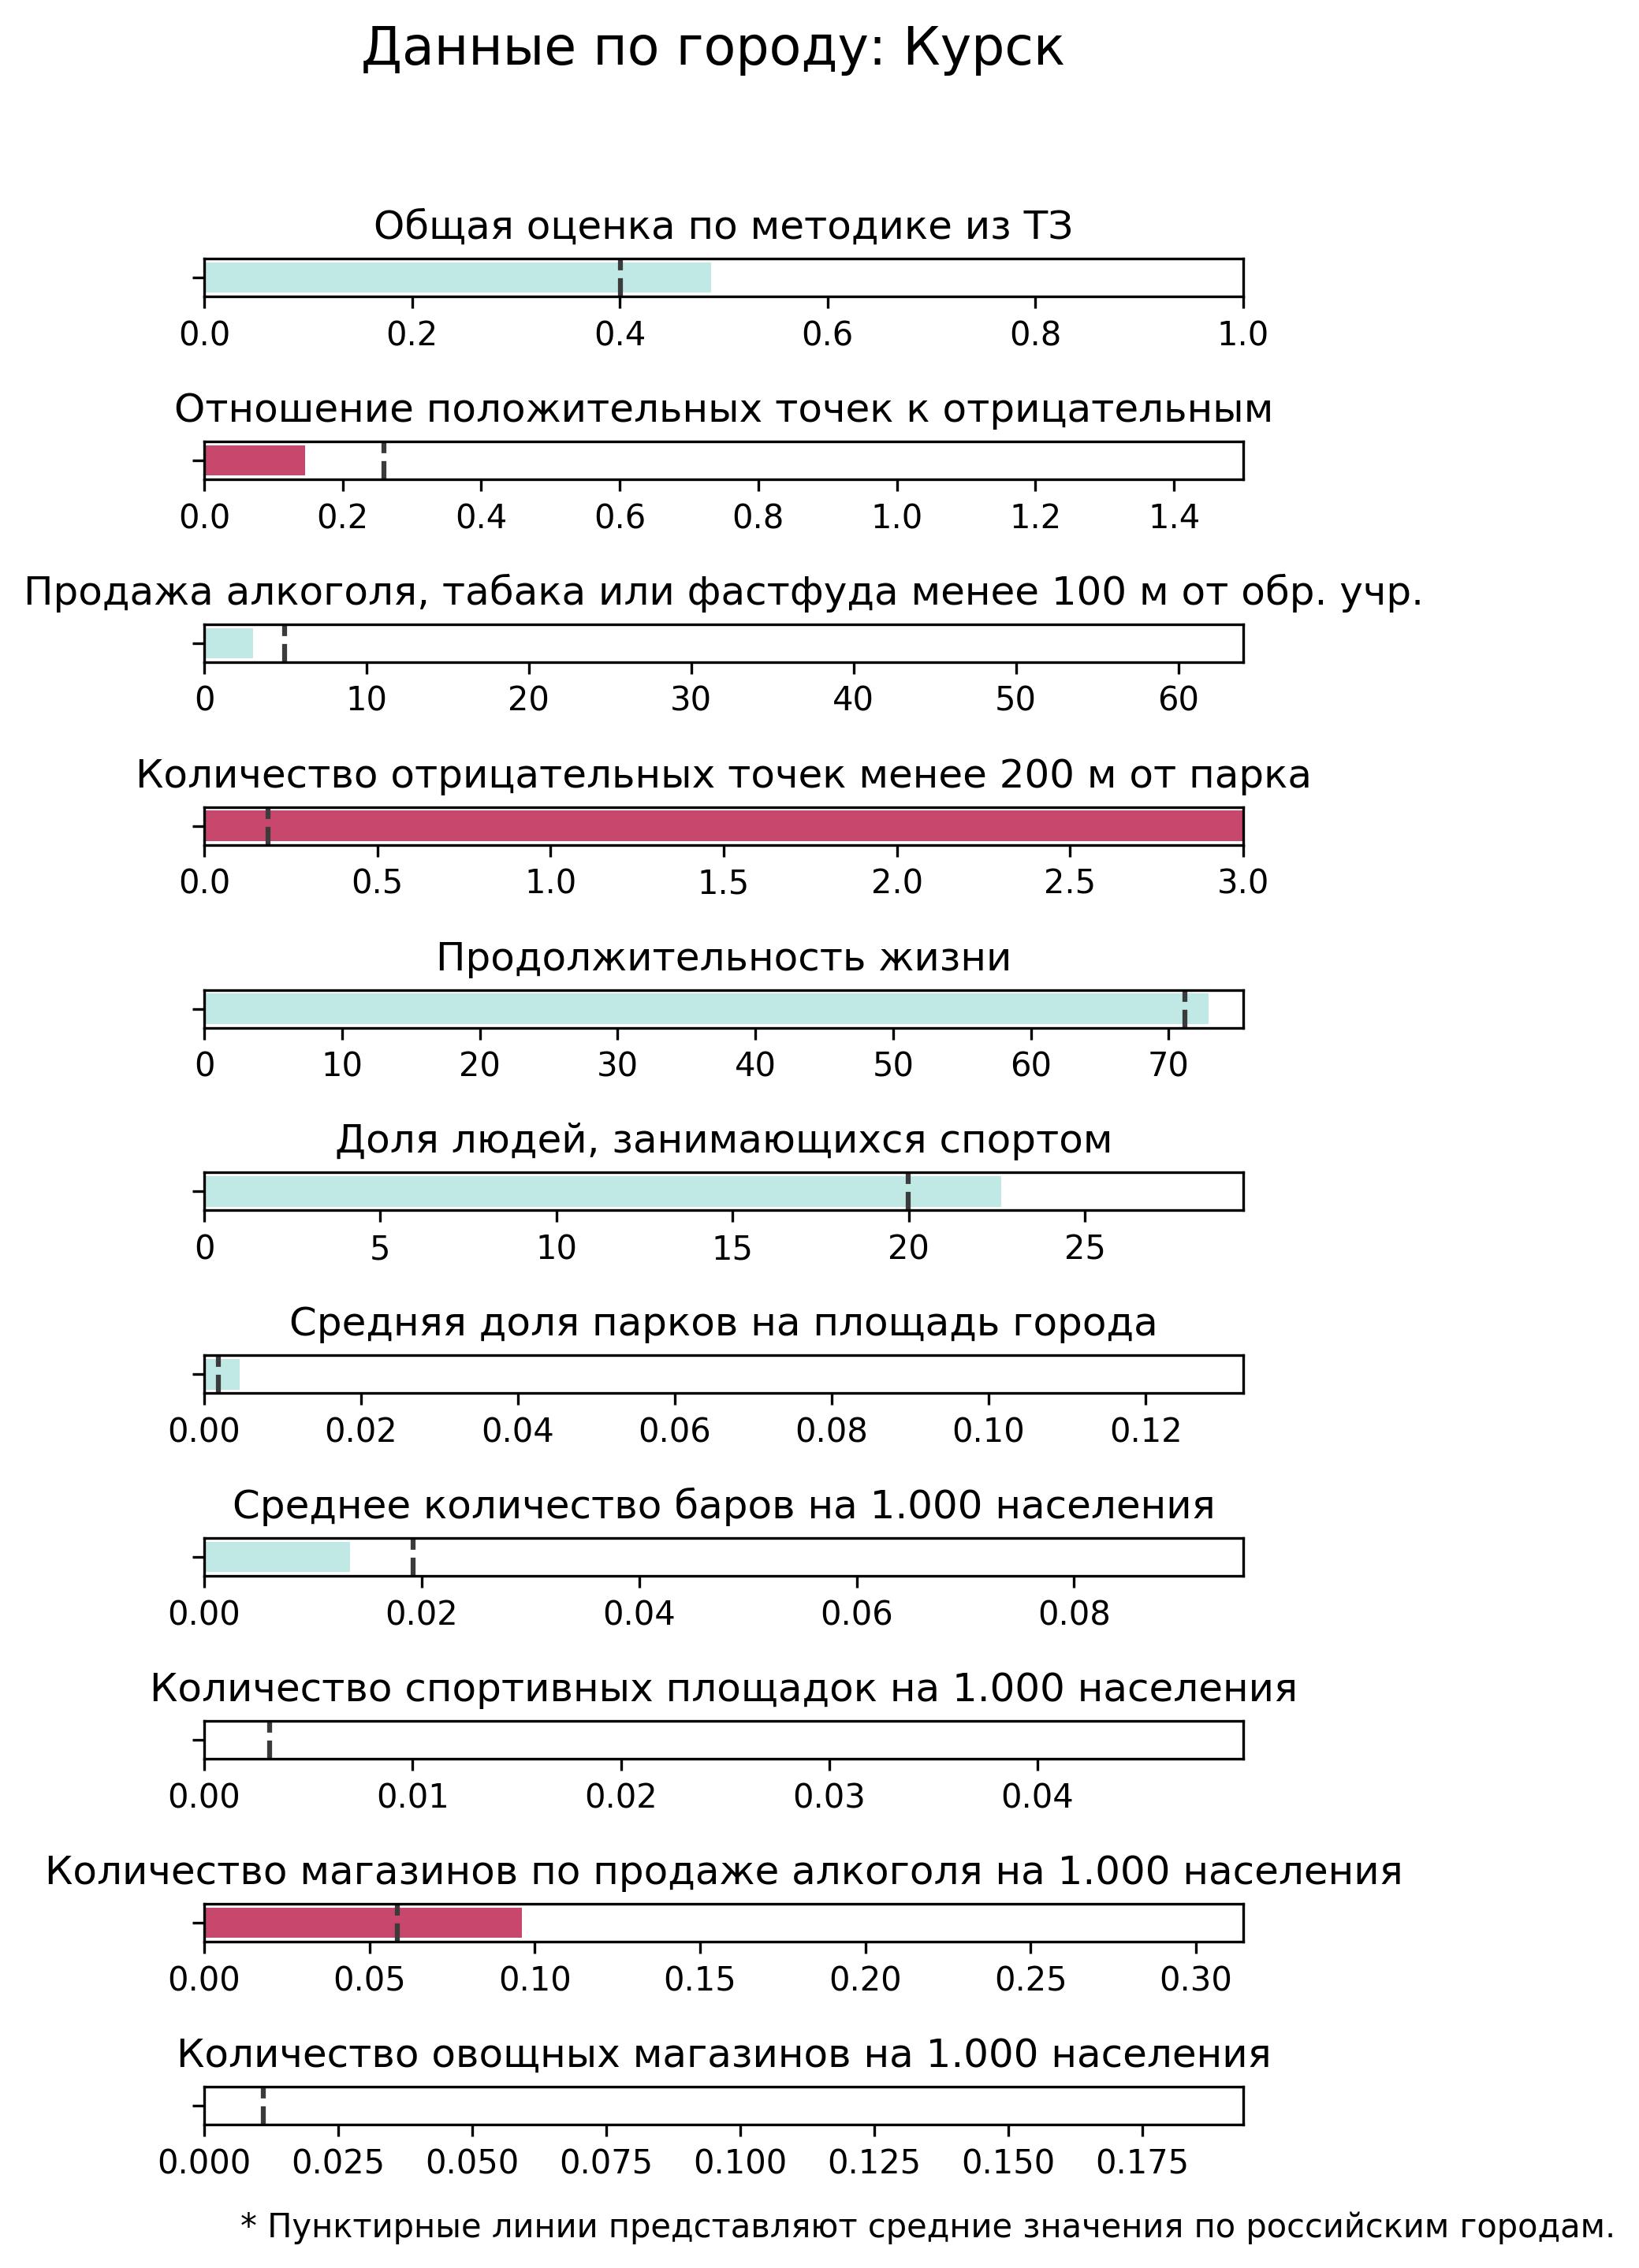 Данные по городу: Курск
Общая оценка по методике из ТЗ
0.0 0.2 0.4 0.6 0.8 1.0
Отношение положительных точек к отрицательным
0.0 0.2 0.4 0.6 0.8 1.0 1.2 1.4
Продажа алкоголя, табака или фастфуда менее 100 м от обр. учр.
0 10 20 30 40 50 60
Количество отрицательных точек менее 200 м от парка
0.0 0.5 1.0 1.5 2.0 2.5 3.0
Продолжительность жизни
0 10 20 30 40 50 60 70
Доля людей, занимающихся спортом
0 5 10 15 20 25
Средняя доля парков на площадь города
0.00 0.02 0.04 0.06 0.08 0.10 0.12
Среднее количество баров на 1.000 населения
0.00 0.02 0.04 0.06 0.08
Количество спортивных площадок на 1.000 населения
0.00 0.01 0.02 0.03 0.04
Количество магазинов по продаже алкоголя на 1.000 населения
0.00 0.05 0.10 0.15 0.20 0.25 0.30
Количество овощных магазинов на 1.000 населения
0.000 0.025 0.050 0.075 0.100 0.125 0.150 0.175
* Пунктирные линии представляют средние значения по российским городам.